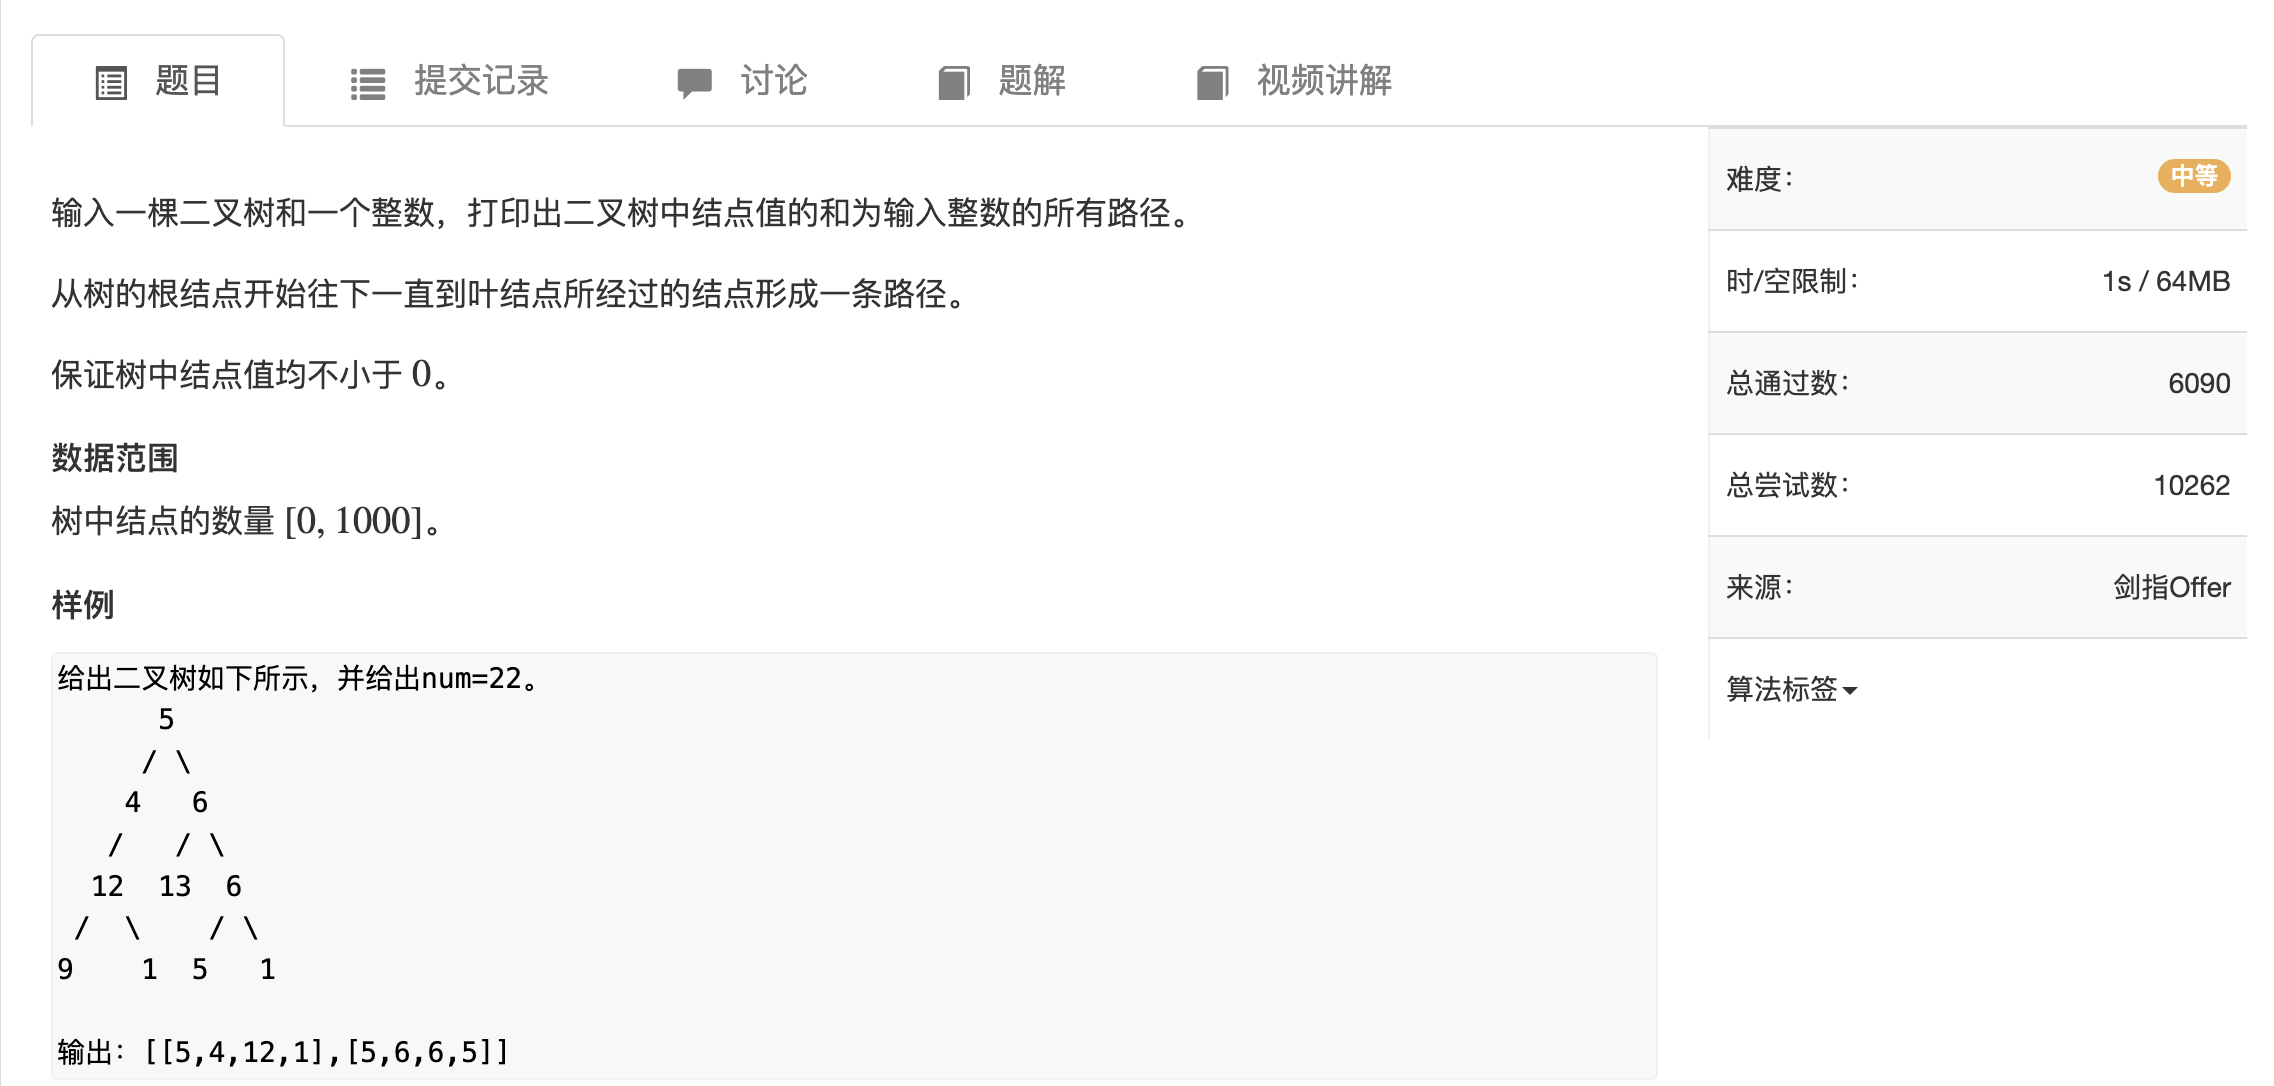 题目 提交记录 讨论 题解 视频讲解
输入一棵二叉树和一个整数，打印出二叉树中结点值的和为输入整数的所有路径。
从树的根结点开始往下一直到叶结点所经过的结点形成一条路径。
保证树中结点值均不小于 0。
数据范围
树中结点的数量 [0, 1000]。
样例
给出二叉树如下所示，并给出num=22。
      5
     / \
    4   6
   /   / \
  12  13  6
 /  \    / \
9    1  5   1
输出：[[5,4,12,1],[5,6,6,5]]
难度： 中等
时/空限制： 1s / 64MB
总通过数： 6090
总尝试数： 10262
来源： 剑指Offer
算法标签